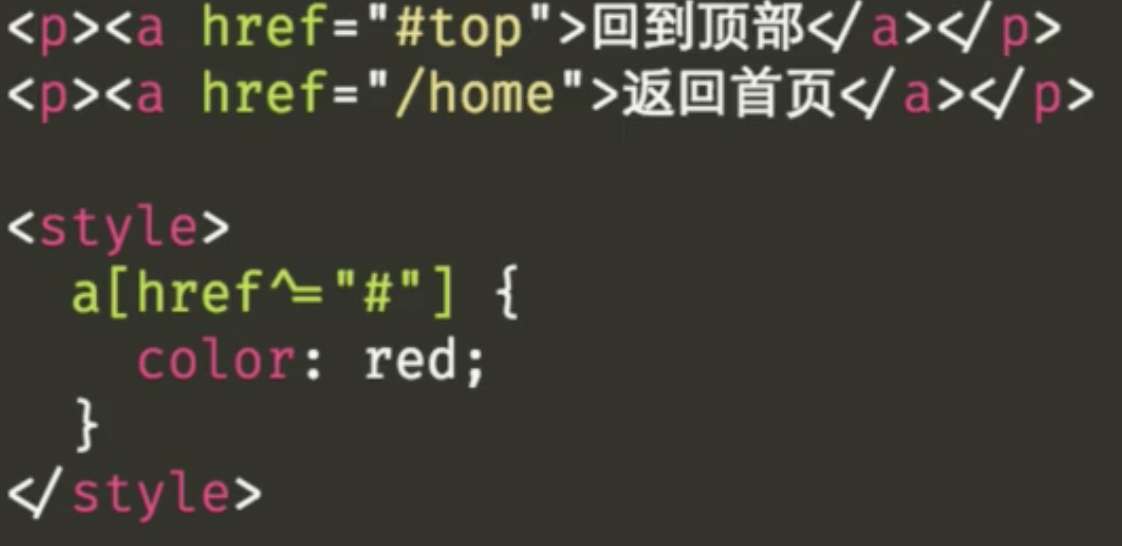 <p><a href="#top">回到顶部</a></p>
<p><a href="/home">返回首页</a></p>
<style>
a[href^="#"] {
color: red;
}
</style>